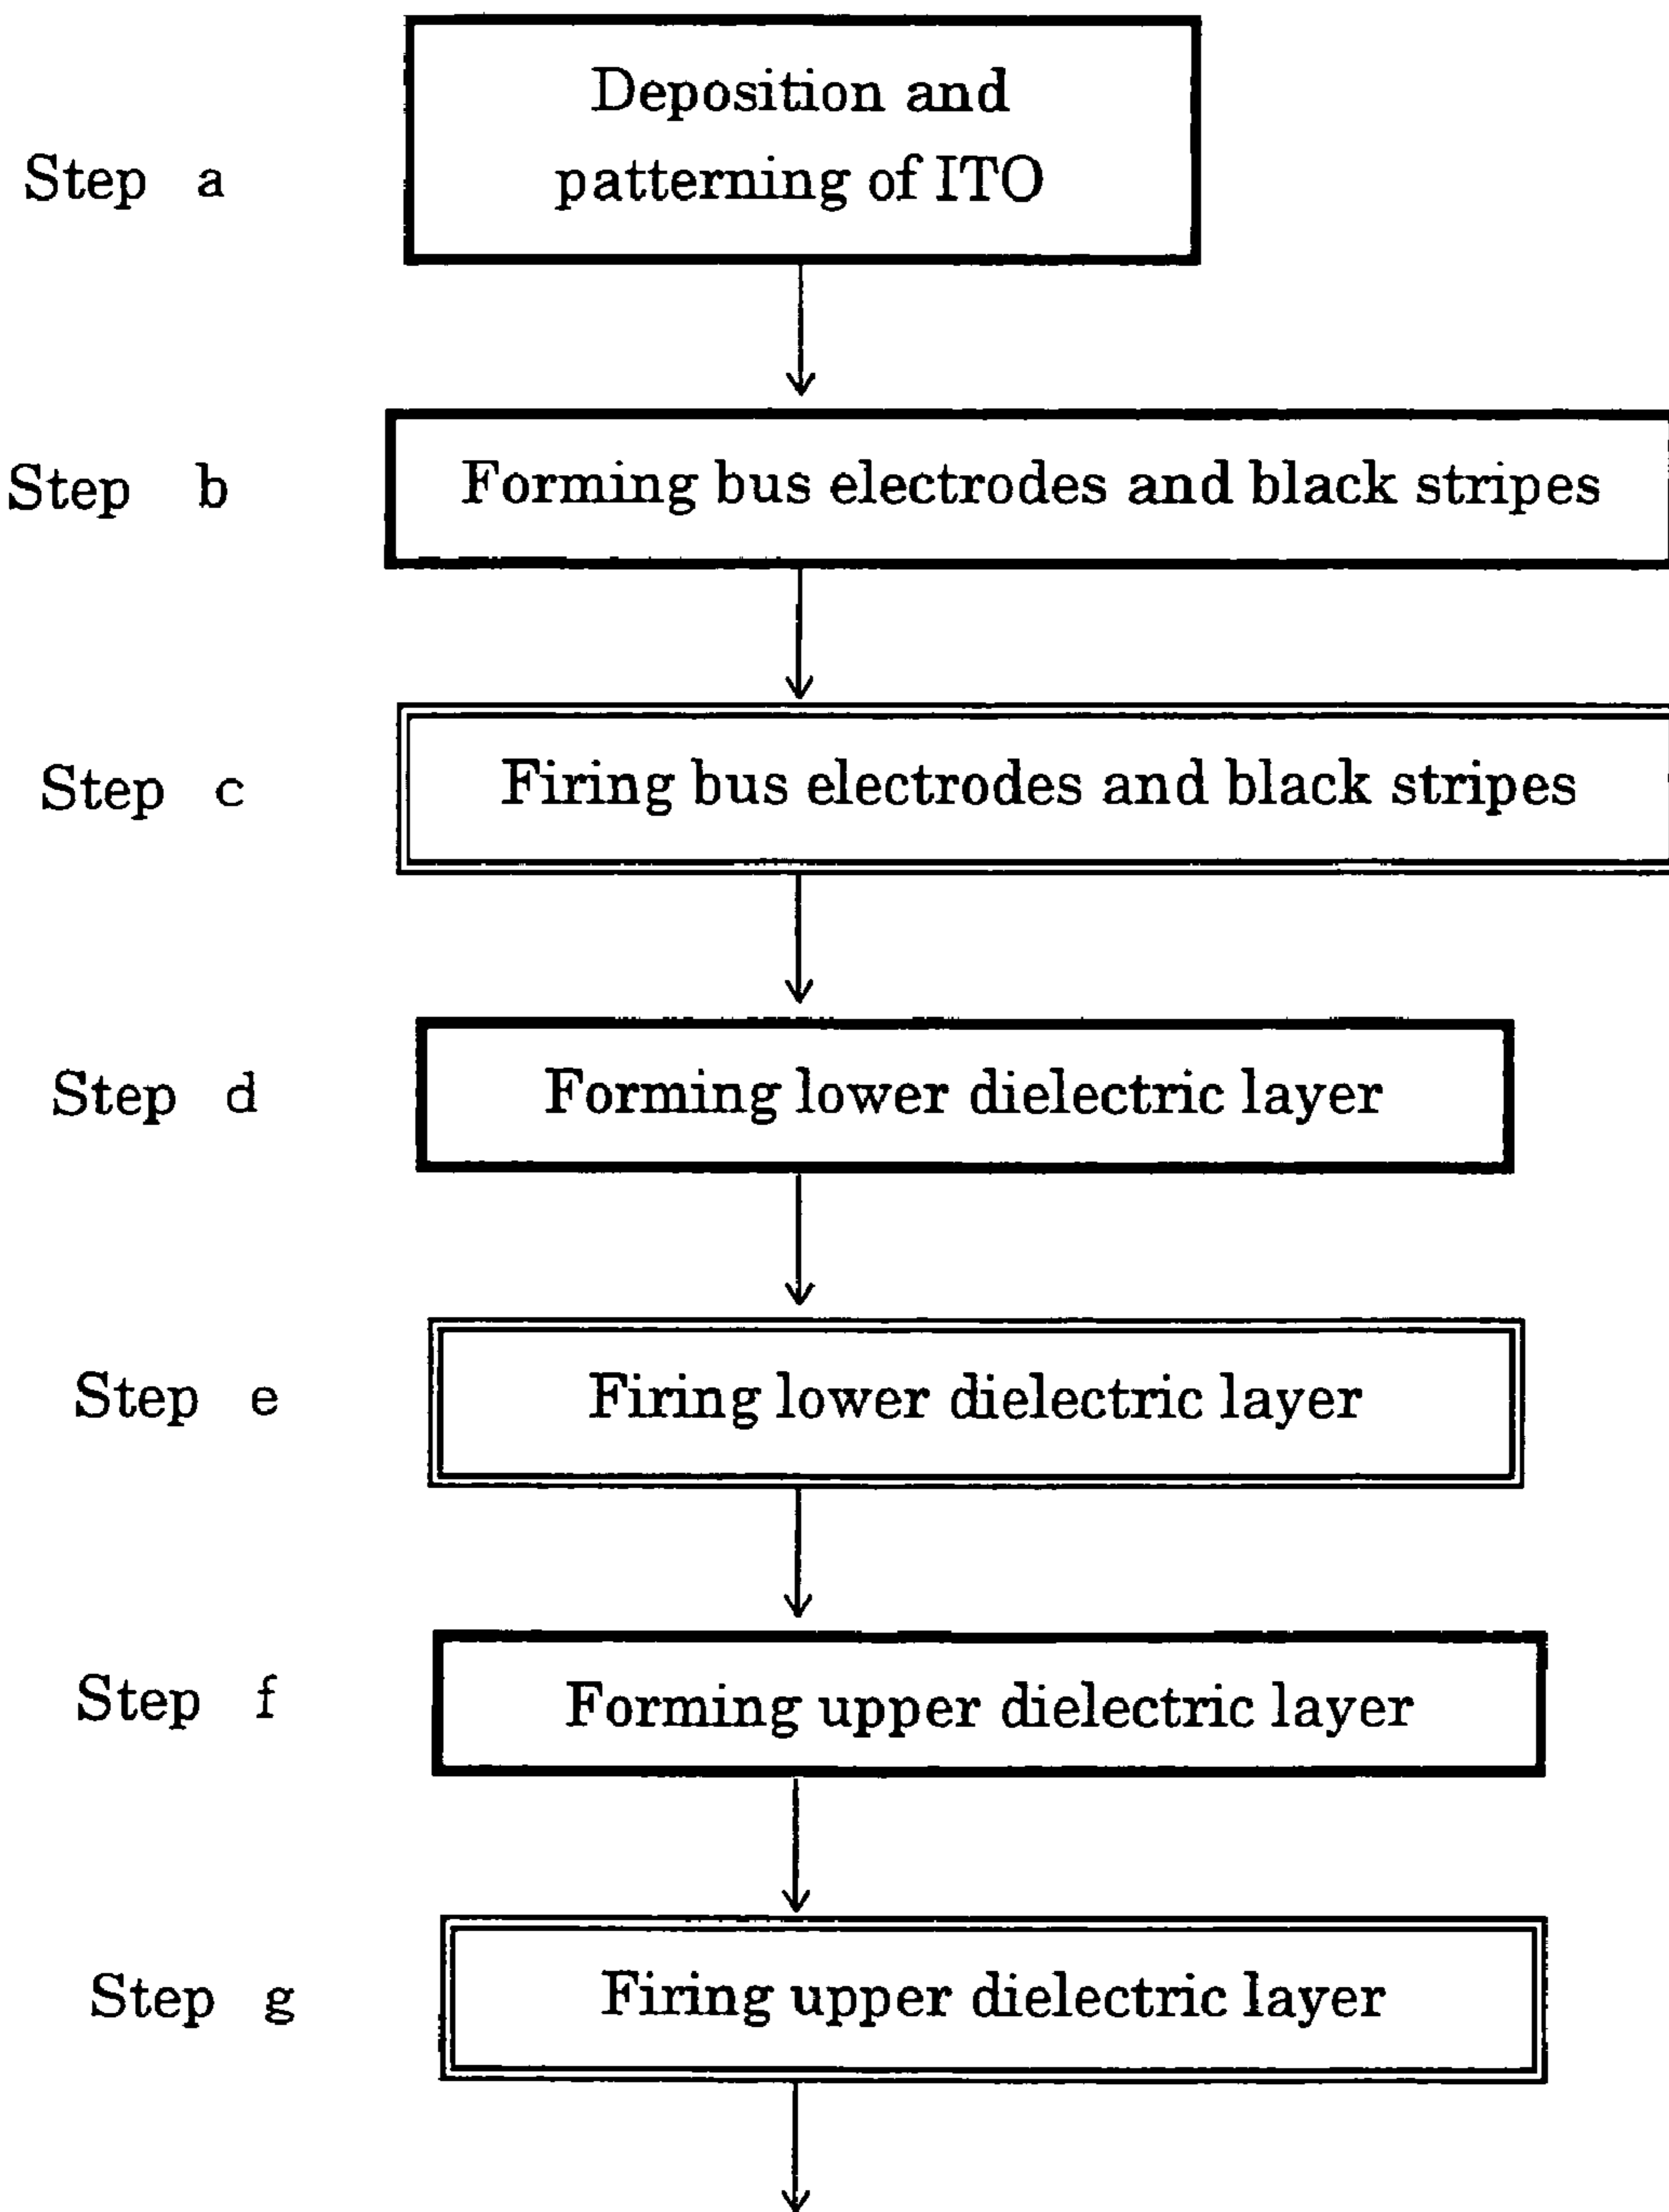 Step a
Deposition and
patterning of ITO
Step b
Forming bus electrodes and black stripes
Step c
Firing bus electrodes and black stripes
Step d
Forming lower dielectric layer
Step e
Firing lower dielectric layer
Step f
Forming upper dielectric layer
Step g
Firing upper dielectric layer